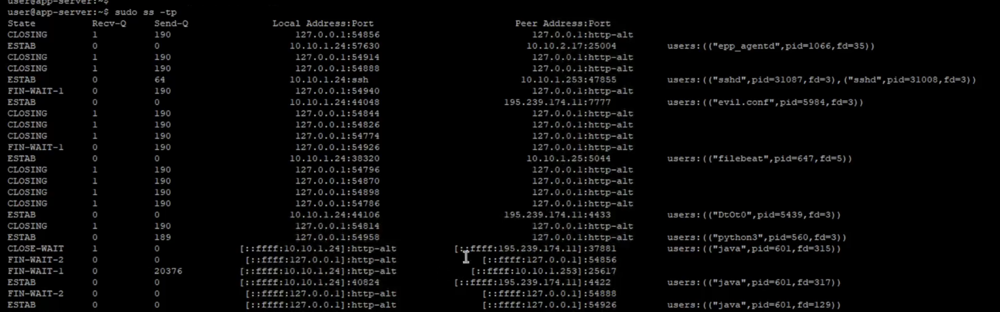 user@app-server:~$
user@app-server:~$ sudo ss -tp
State Recv-Q Send-Q Local Address:Port Peer Address:Port
CLOSING 1 190 127.0.0.1:54856 127.0.0.1:http-alt
ESTAB 0 0 10.10.1.24:57630 10.10.2.17:25004 users:(("epp_agentd",pid=1066,fd=35))
CLOSING 1 190 127.0.0.1:54914 127.0.0.1:http-alt
CLOSING 1 190 127.0.0.1:54888 127.0.0.1:http-alt
ESTAB 0 64 10.10.1.24:ssh 10.10.1.253:47855 users:(("sshd",pid=31087,fd=3),("sshd",pid=31008,fd=3))
FIN-WAIT-1 0 190 127.0.0.1:54940 127.0.0.1:http-alt
ESTAB 0 0 10.10.1.24:44048 195.239.174.11:7777 users:(("evil.conf",pid=5984,fd=3))
CLOSING 1 190 127.0.0.1:54844 127.0.0.1:http-alt
CLOSING 1 190 127.0.0.1:54826 127.0.0.1:http-alt
CLOSING 1 190 127.0.0.1:54774 127.0.0.1:http-alt
FIN-WAIT-1 0 190 127.0.0.1:54926 127.0.0.1:http-alt
ESTAB 0 0 10.10.1.24:38320 10.10.1.25:5044 users:(("filebeat",pid=647,fd=5))
CLOSING 1 190 127.0.0.1:54796 127.0.0.1:http-alt
CLOSING 1 190 127.0.0.1:54870 127.0.0.1:http-alt
CLOSING 1 190 127.0.0.1:54898 127.0.0.1:http-alt
CLOSING 1 190 127.0.0.1:54786 127.0.0.1:http-alt
ESTAB 0 0 10.10.1.24:44106 195.239.174.11:4433 users:(("DtOt0",pid=5439,fd=3))
CLOSING 1 190 127.0.0.1:54814 127.0.0.1:http-alt
ESTAB 0 189 127.0.0.1:54958 127.0.0.1:http-alt users:(("python3",pid=560,fd=3))
CLOSE-WAIT 1 0 [::ffff:10.10.1.24]:http-alt [::ffff:195.239.174.11]:37881 users:(("java",pid=601,fd=315))
FIN-WAIT-2 0 0 [::ffff:127.0.0.1]:http-alt [::ffff:127.0.0.1]:54856
FIN-WAIT-1 0 20376 [::ffff:10.10.1.24]:http-alt [::ffff:10.10.1.253]:25617
ESTAB 0 0 [::ffff:10.10.1.24]:40824 [::ffff:195.239.174.11]:4422 users:(("java",pid=601,fd=317))
FIN-WAIT-2 0 0 [::ffff:127.0.0.1]:http-alt [::ffff:127.0.0.1]:54888
ESTAB 0 0 [::ffff:127.0.0.1]:http-alt [::ffff:127.0.0.1]:54926 users:(("java",pid=601,fd=129))